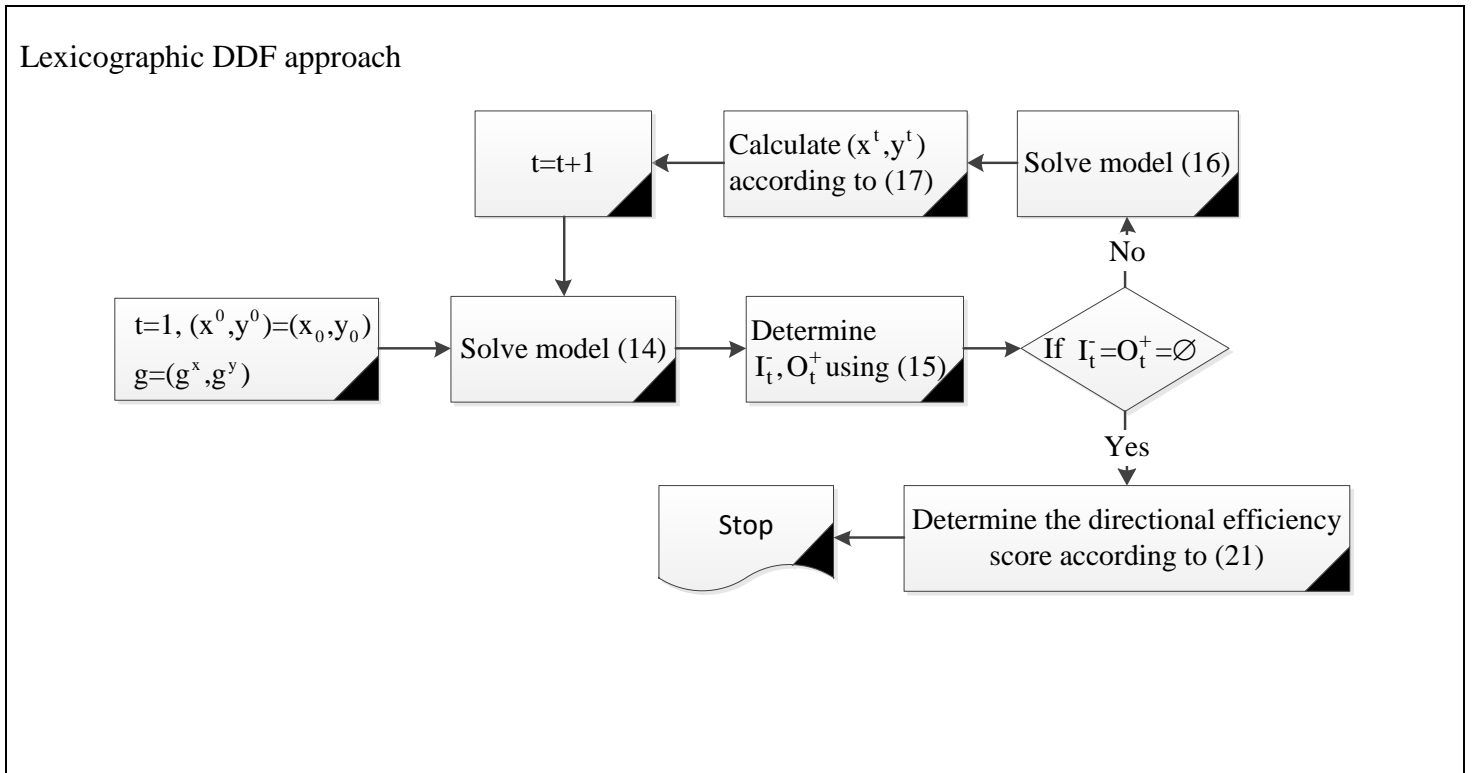 Lexicographic DDF approach
t=t+1
Calculate (x^t,y^t)
according to (17)
Solve model (16)
No
t=1, (x^0,y^0)=(x_0,y_0)
g=(g^x,g^y)
Solve model (14)
Determine
I_t^-,O_t^+ using (15)
If I_t^-=O_t^+=∅
Yes
Stop
Determine the directional efficiency
score according to (21)